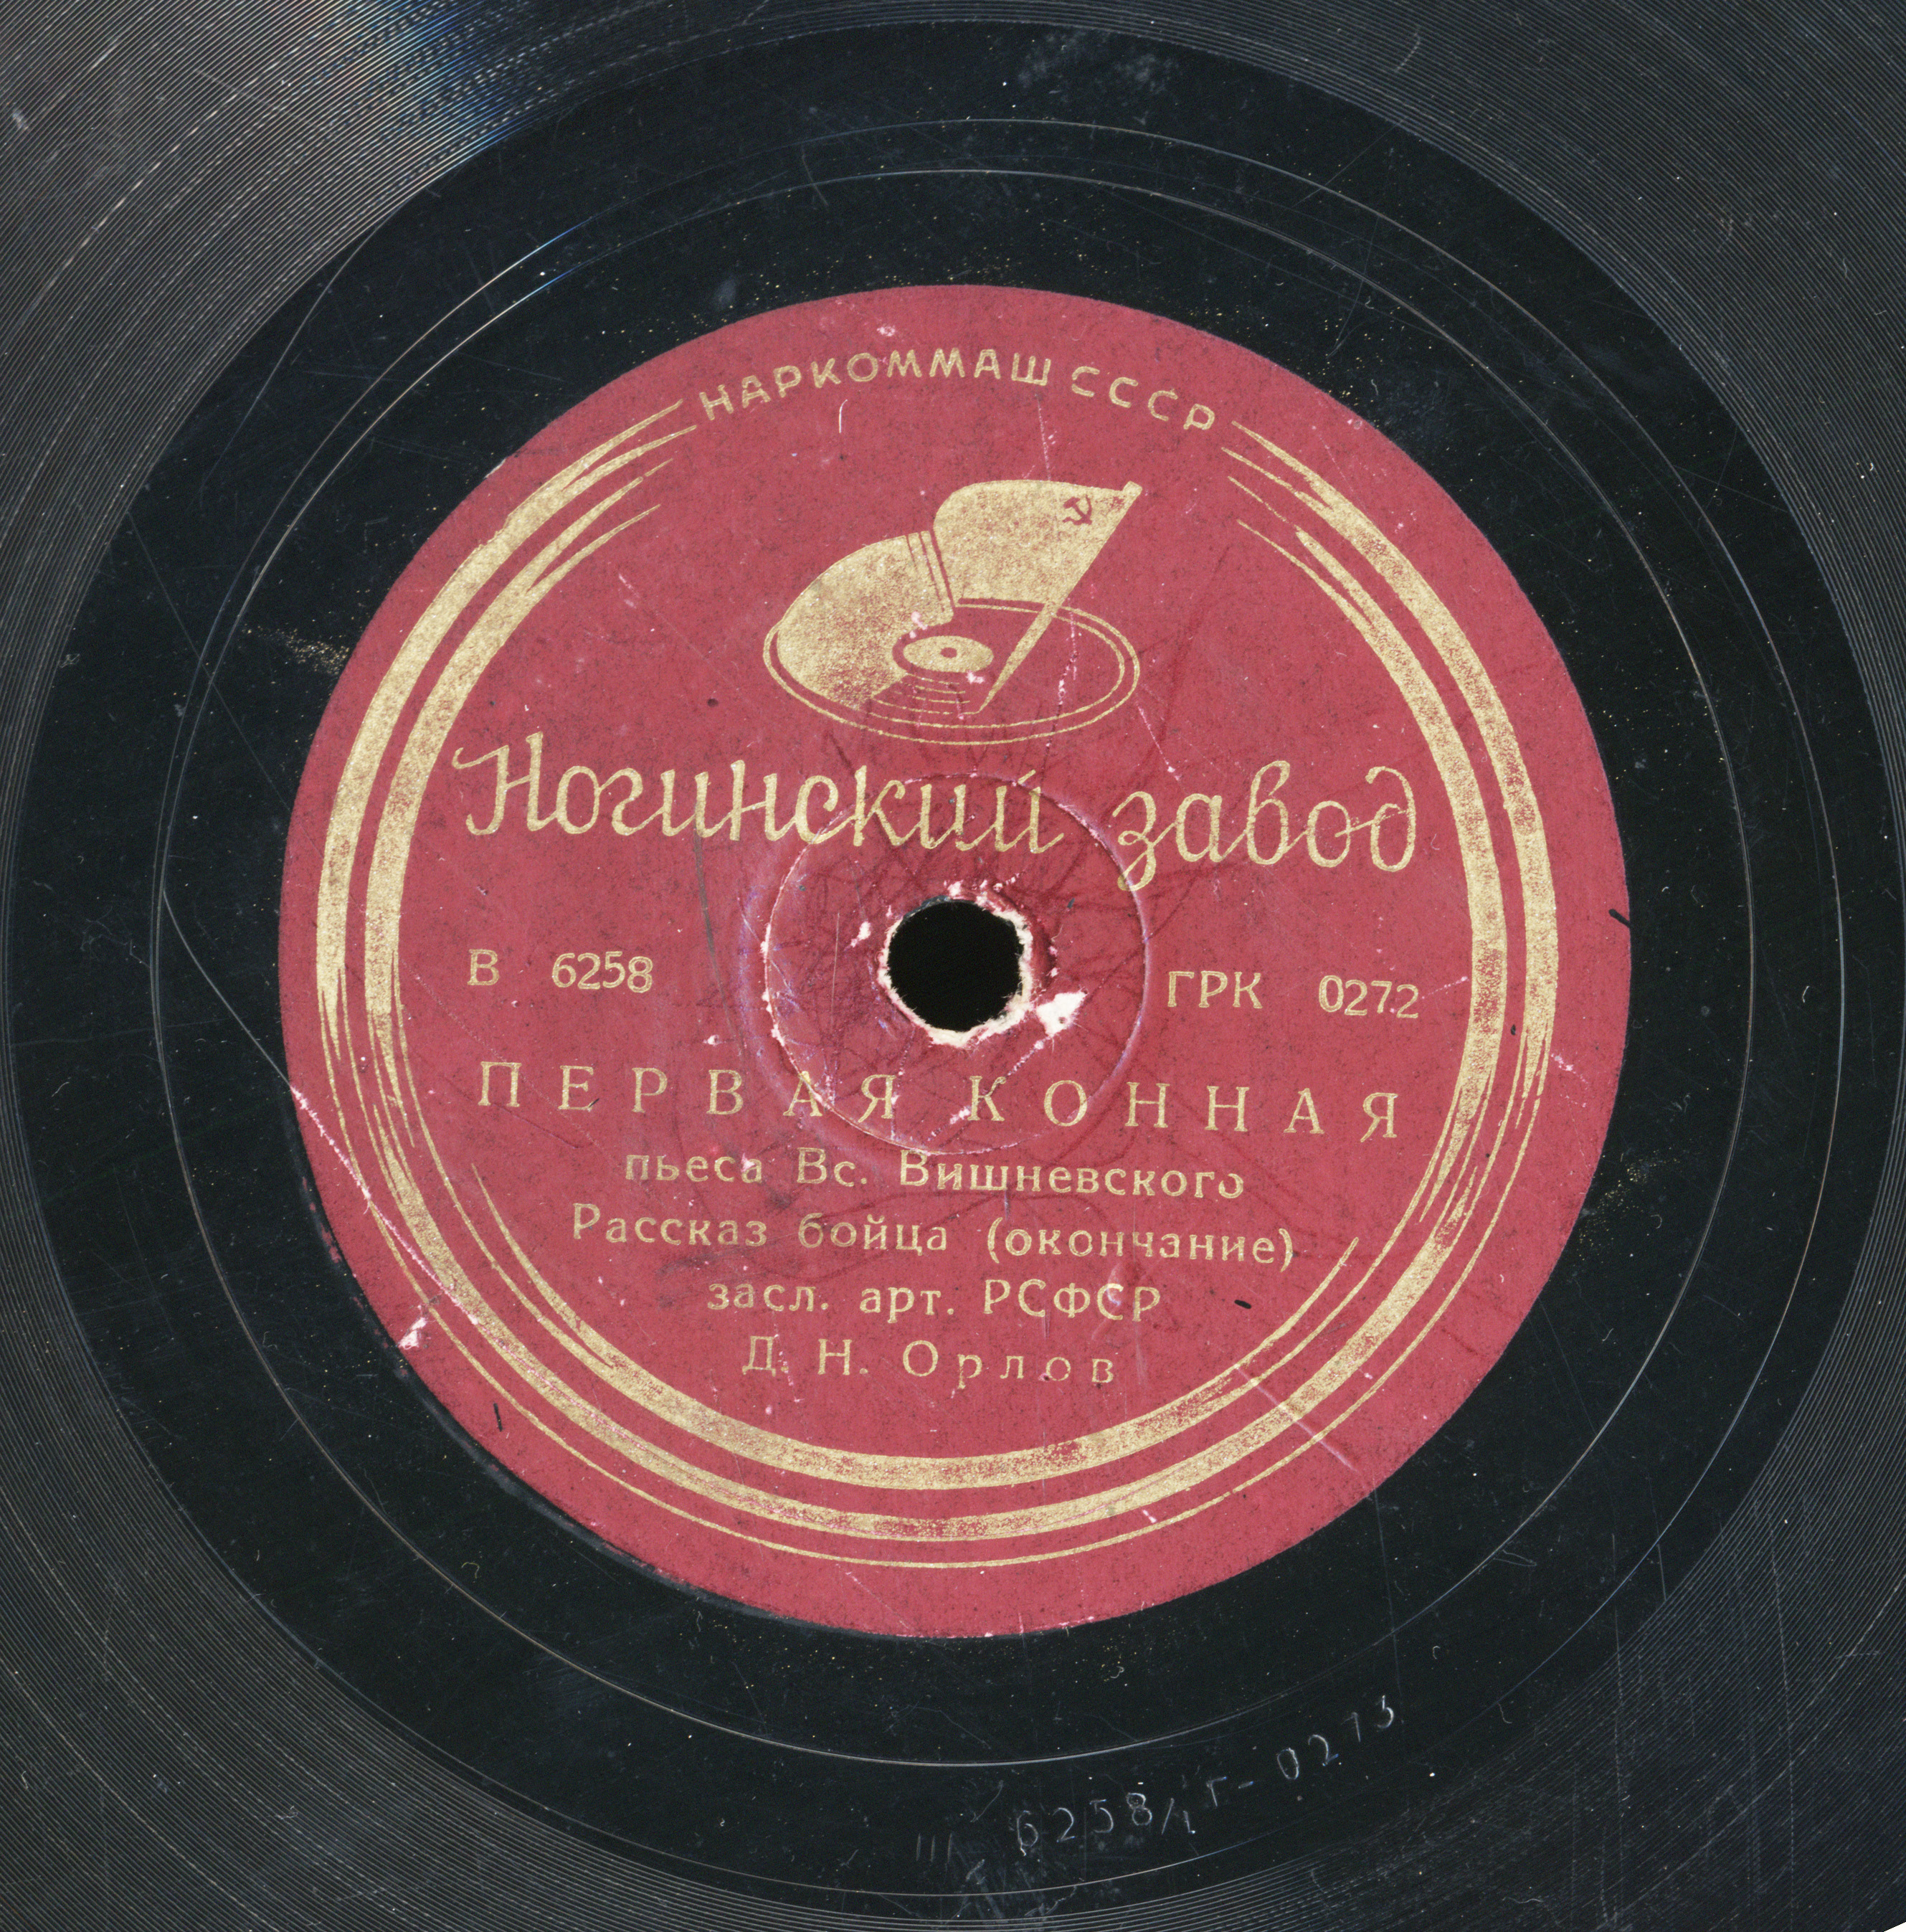 НАРКОММАШ СССР
Ногинский завод
В 6258 ГРК 0272
ПЕРВАЯ КОННАЯ
пьеса Вс. Вишневского
Рассказ бойца (окончание)
засл. арт. РСФСР
Д. Н. Орлов
6258/1 Г-0273